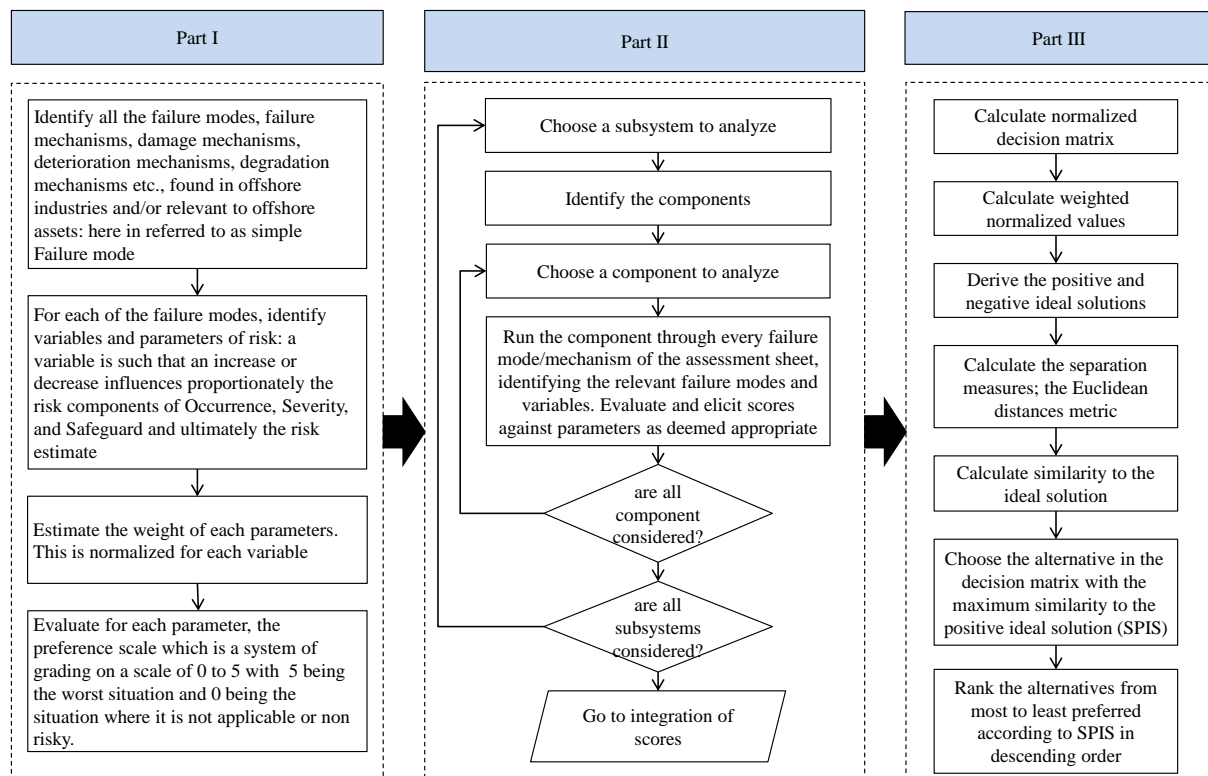 Part I
Identify all the failure modes, failure
mechanisms, damage mechanisms,
deterioration mechanisms, degradation
mechanisms etc., found in offshore
industries and/or relevant to offshore
assets: here in referred to as simple
Failure mode
For each of the failure modes, identify
variables and parameters of risk: a
variable is such that an increase or
decrease influences proportionately the
risk components of Occurrence, Severity,
and Safeguard and ultimately the risk
estimate
Estimate the weight of each parameters.
This is normalized for each variable
Evaluate for each parameter, the
preference scale which is a system of
grading on a scale of 0 to 5 with 5 being
the worst situation and 0 being the
situation where it is not applicable or non
risky.
Part II
Choose a subsystem to analyze
Identify the components
Choose a component to analyze
Run the component through every failure
mode/mechanism of the assessment sheet,
identifying the relevant failure modes and
variables. Evaluate and elicit scores
against parameters as deemed appropriate
are all
component
considered?
are all
subsystems
considered?
Go to integration of
scores
Part III
Calculate normalized
decision matrix
Calculate weighted
normalized values
Derive the positive and
negative ideal solutions
Calculate the separation
measures; the Euclidean
distances metric
Calculate similarity to the
ideal solution
Choose the alternative in the
decision matrix with the
maximum similarity to the
positive ideal solution (SPIS)
Rank the alternatives from
most to least preferred
according to SPIS in
descending order